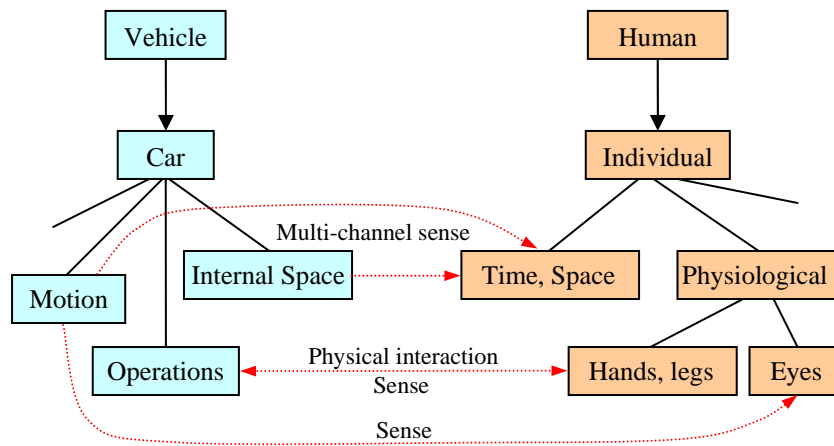 Vehicle
Human
Car
Individual
Multi-channel sense
Internal Space
Time, Space
Physiological
Motion
Physical interaction
Operations
Hands, legs
Eyes
Sense
Sense